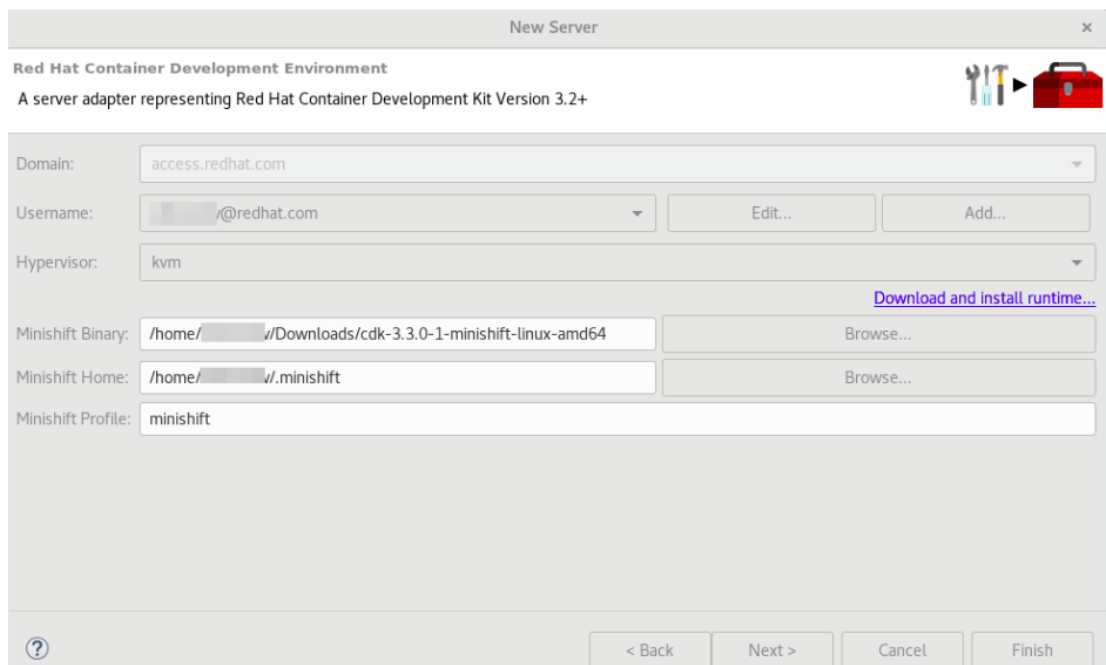 New Server ×
Red Hat Container Development Environment
A server adapter representing Red Hat Container Development Kit Version 3.2+
Domain: access.redhat.com
Username: @redhat.com Edit... Add...
Hypervisor: kvm
Download and install runtime...
Minishift Binary: /home/ /Downloads/cdk-3.3.0-1-minishift-linux-amd64 Browse...
Minishift Home: /home/ /.minishift Browse...
Minishift Profile: minishift
? < Back Next > Cancel Finish